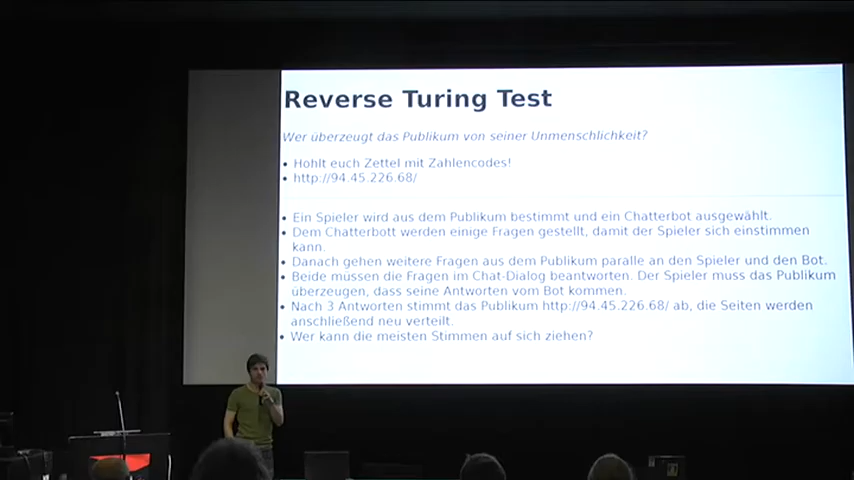 Reverse Turing Test
Wer überzeugt das Publikum von seiner Unmenschlichkeit?
• Hohlt euch Zettel mit Zahlencodes!
• http://94.45.226.68/
• Ein Spieler wird aus dem Publikum bestimmt und ein Chatterbot ausgewählt.
• Dem Chatterbott werden einige Fragen gestellt, damit der Spieler sich einstimmen
kann.
• Danach gehen weitere Fragen aus dem Publikum paralle an den Spieler und den Bot.
• Beide müssen die Fragen im Chat-Dialog beantworten. Der Spieler muss das Publikum
überzeugen, dass seine Antworten vom Bot kommen.
• Nach 3 Antworten stimmt das Publikum http://94.45.226.68/ ab, die Seiten werden
anschließend neu verteilt.
• Wer kann die meisten Stimmen auf sich ziehen?